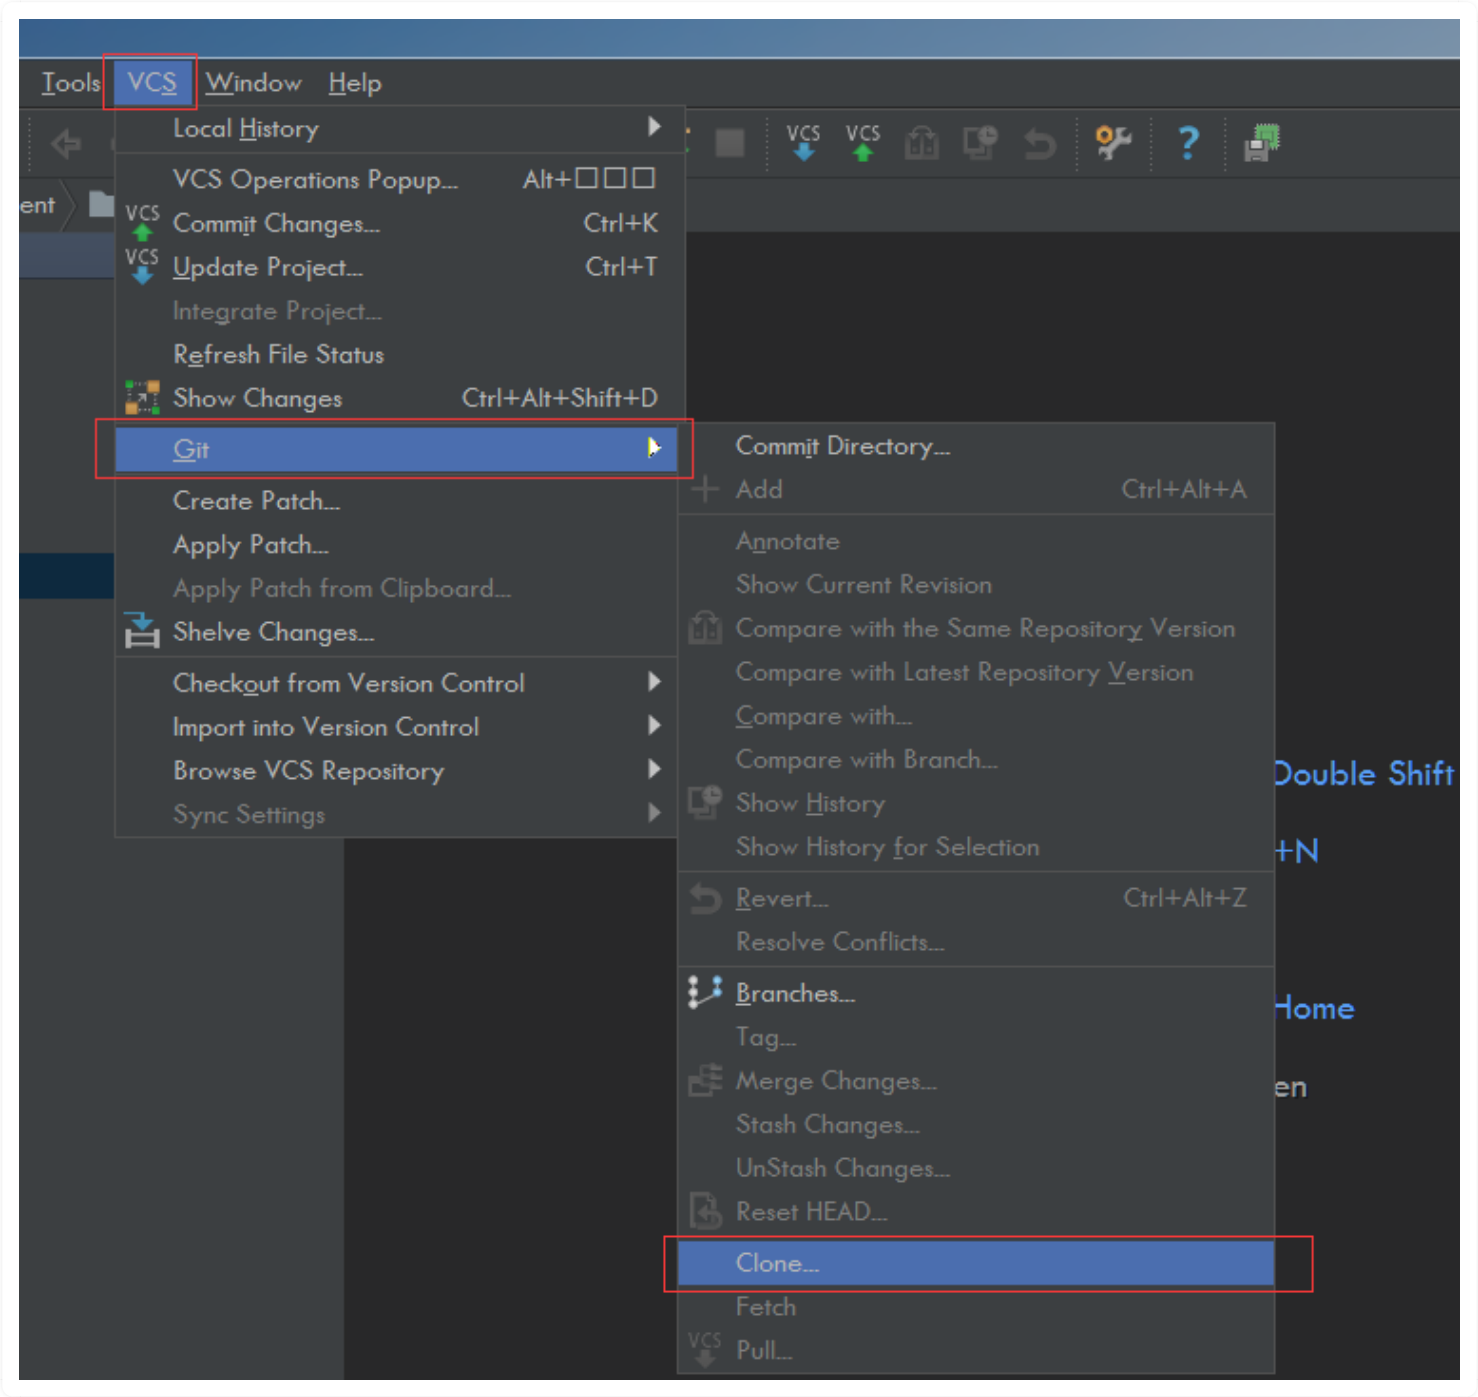 Tools VCS Window Help
Local History
VCS VCS ?
VCS Operations Popup... Alt+□□□
ent
VCS Commit Changes... Ctrl+K
VCS Update Project... Ctrl+T
Integrate Project...
Refresh File Status
Show Changes Ctrl+Alt+Shift+D
Git
Create Patch...
Apply Patch...
Apply Patch from Clipboard...
Shelve Changes...
Checkout from Version Control
Import into Version Control
Browse VCS Repository
Sync Settings
Commit Directory...
Add Ctrl+Alt+A
Annotate
Show Current Revision
Compare with the Same Repository Version
Compare with Latest Repository Version
Compare with...
Compare with Branch...
Show History
Show History for Selection
Revert... Ctrl+Alt+Z
Resolve Conflicts...
Branches...
Tag...
Merge Changes...
Stash Changes...
UnStash Changes...
Reset HEAD...
Clone...
Fetch
VCS Pull...
Double Shift
+N
Home
en